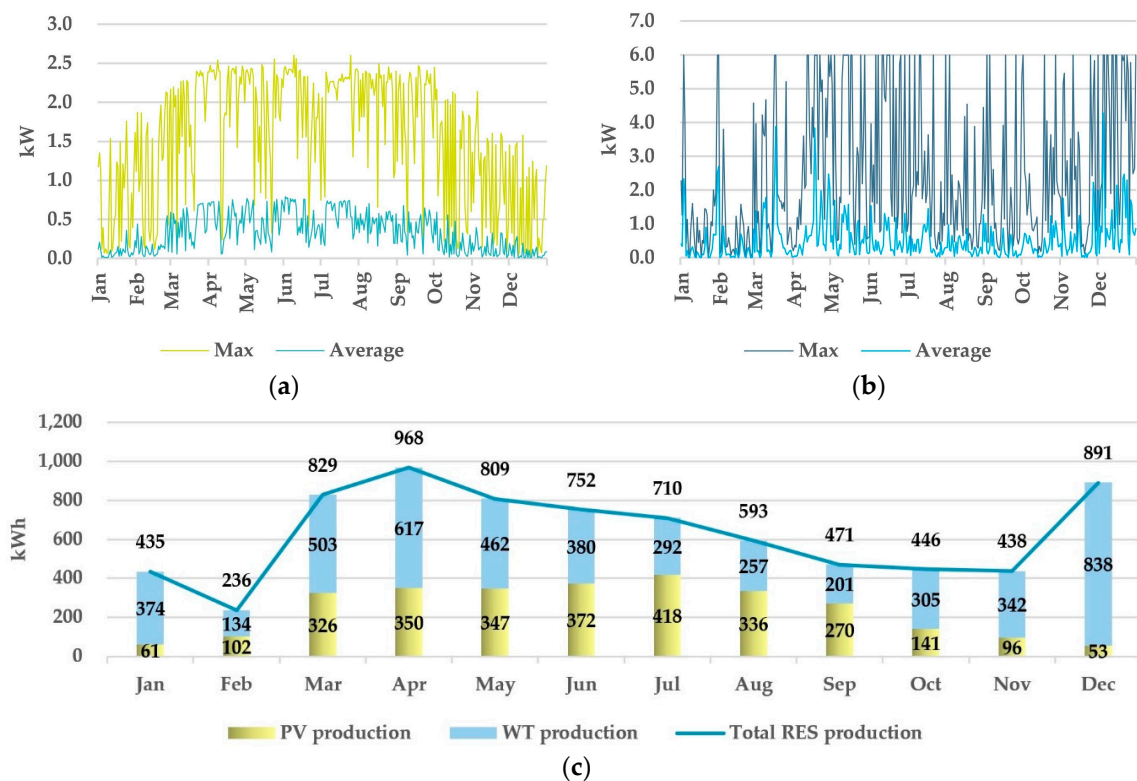 3.0
2.5
2.0
1.5
1.0
0.5
0.0
kW
Jan Feb Mar Apr May Jun Jul Aug Sep Oct Nov Dec
Max Average
(a)
7.0
6.0
5.0
4.0
3.0
2.0
1.0
0.0
kW
Jan Feb Mar Apr May Jun Jul Aug Sep Oct Nov Dec
Max Average
(b)
1,200
1,000
800
600
400
200
0
kWh
435 236 829 968 809 752 710 593 471 446 438 891
374 134 503 617 462 380 292 257 201 305 342 838
61 102 326 350 347 372 418 336 270 141 96 53
Jan Feb Mar Apr May Jun Jul Aug Sep Oct Nov Dec
PV production WT production Total RES production
(c)